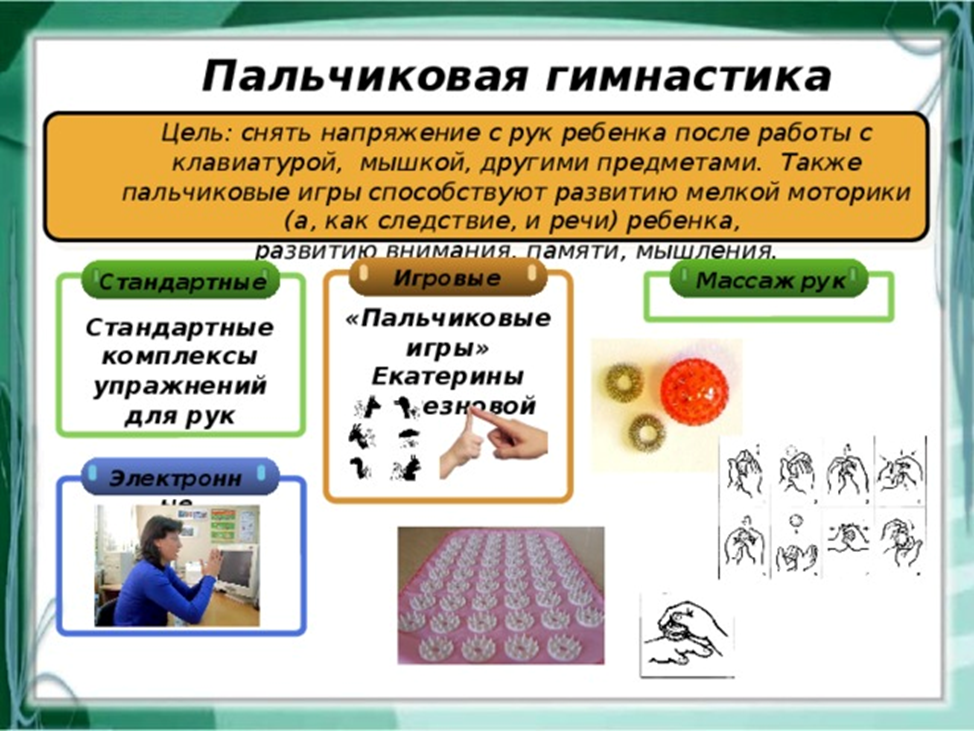 Пальчиковая гимнастика
Цель: снять напряжение с рук ребенка после работы с
клавиатурой, мышкой, другими предметами. Также
пальчиковые игры способствуют развитию мелкой моторики
(а, как следствие, и речи) ребенка,
развитию внимания, памяти, мышления.
Стандартные
Стандартные
комплексы
упражнений
для рук
Игровые
«Пальчиковые
игры»
Екатерины
Массаж рук
Электронн
ые